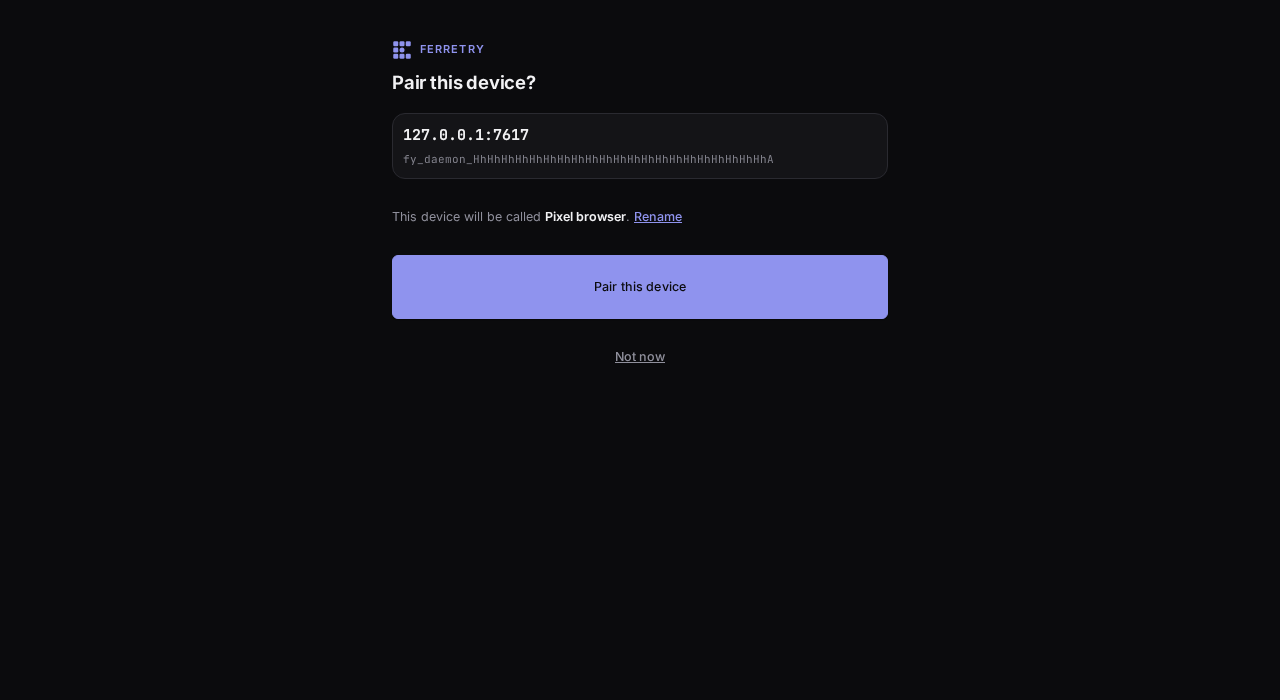 FERRETRY
Pair this device?
127.0.0.1:7617
fy_daemon_HhHhHhHhHhHhHhHhHhHhHhHhHhHhHhHhHhHhHhHhHhA
This device will be called Pixel browser. Rename
Pair this device
Not now